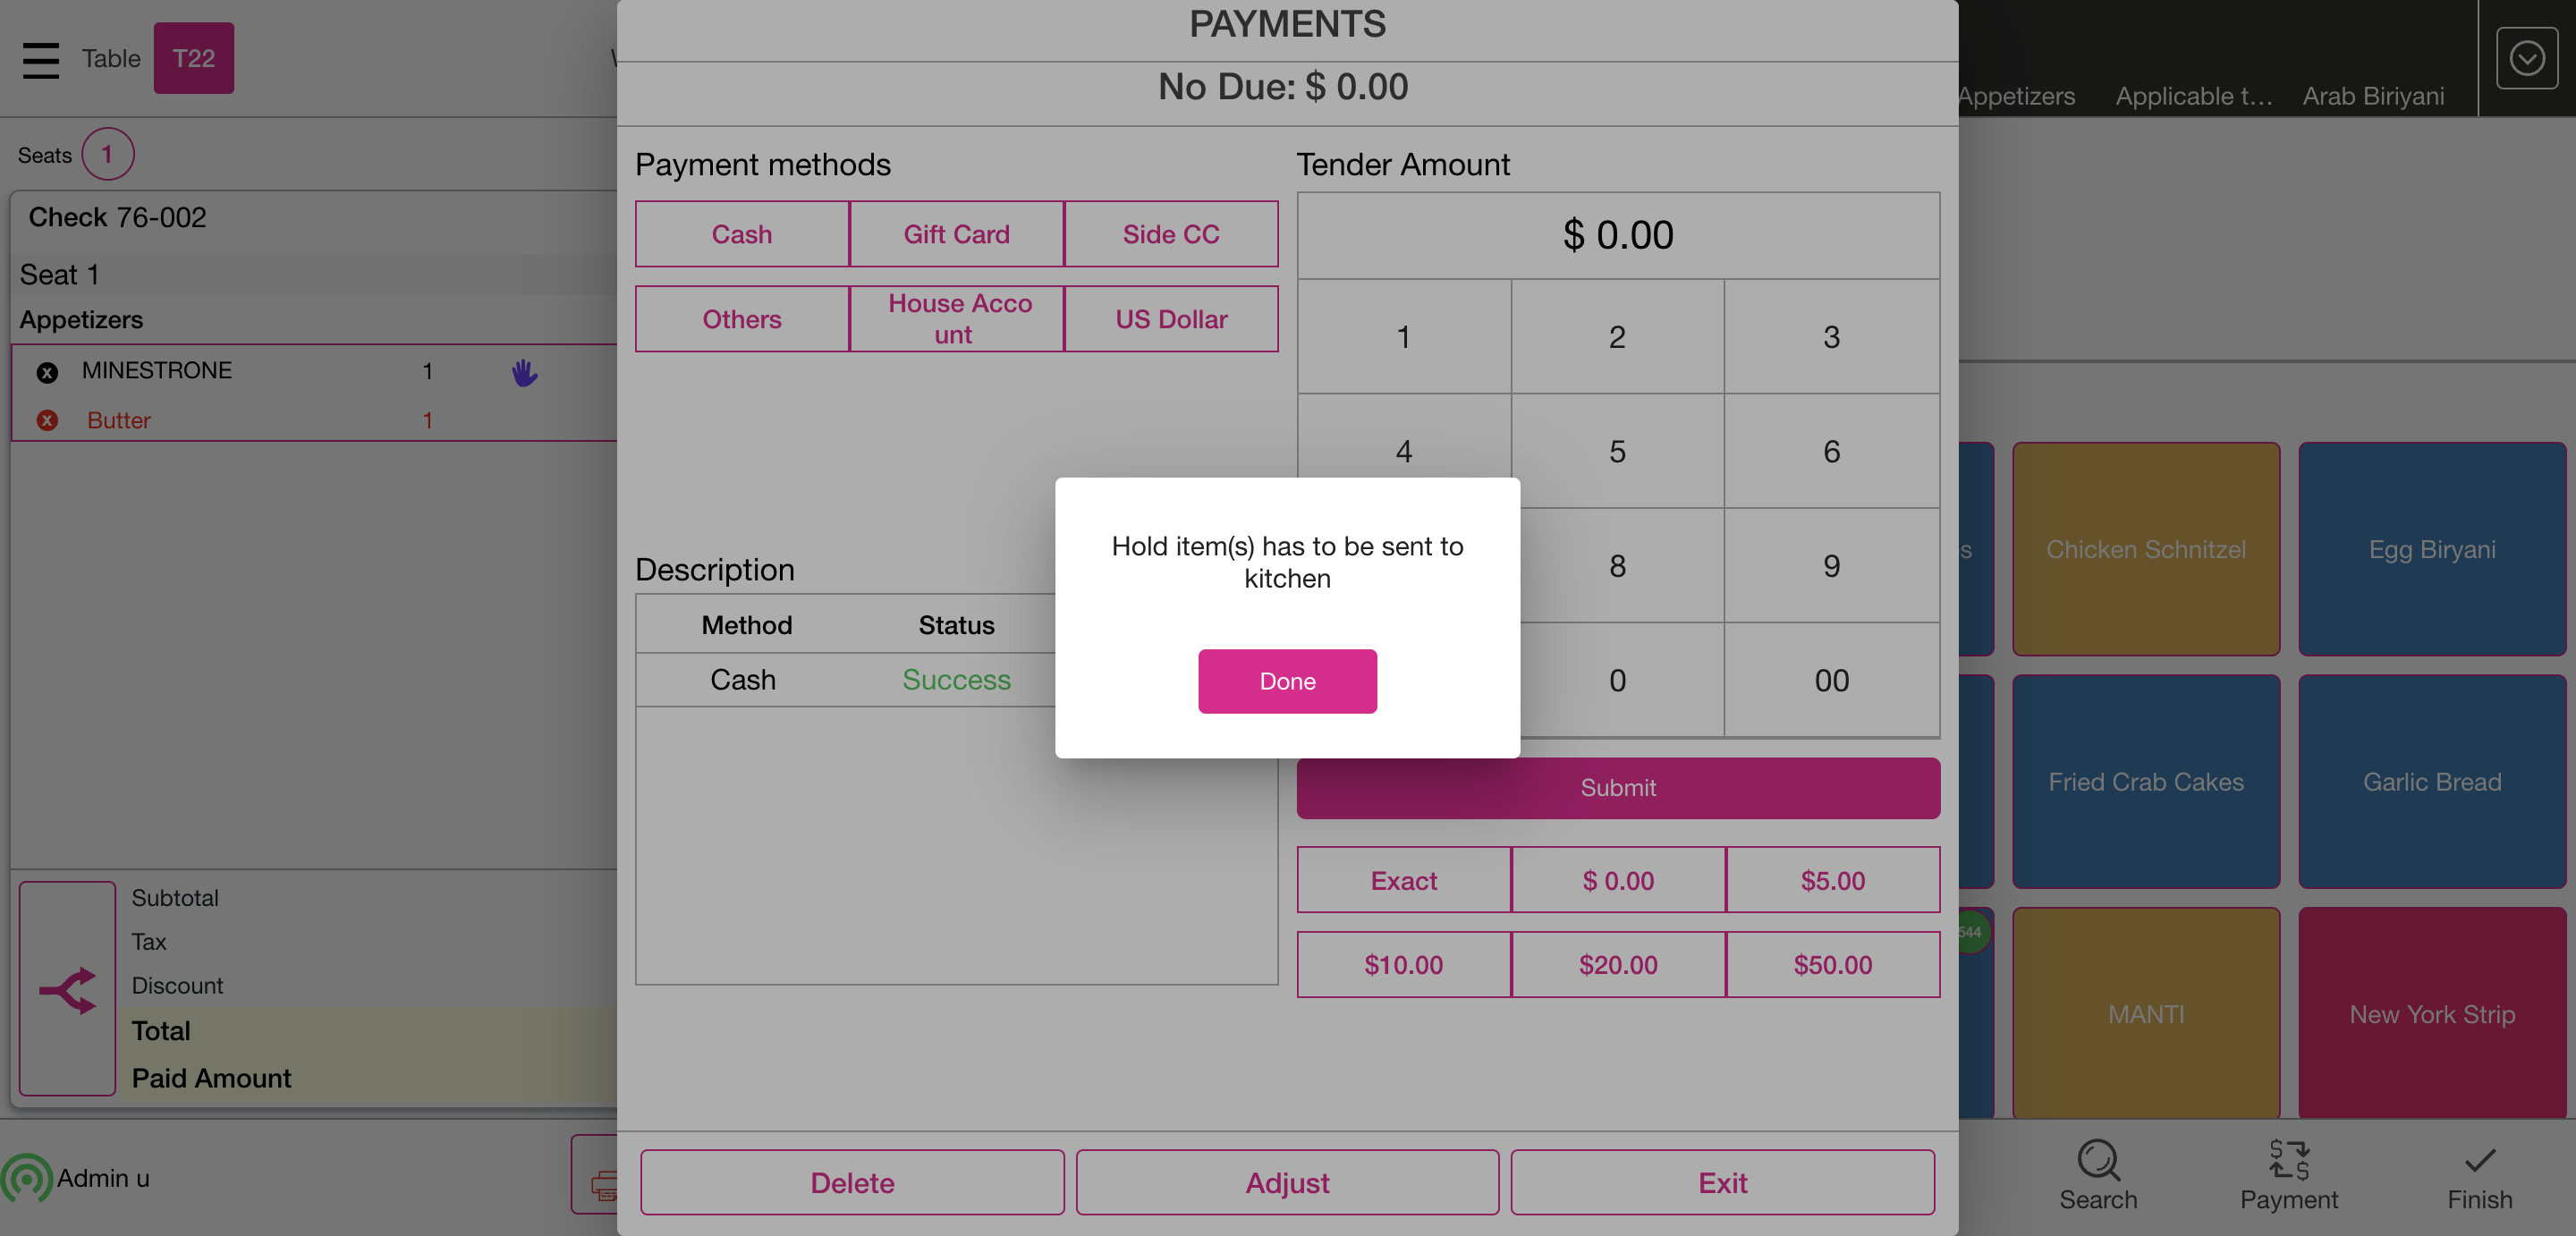 Table T22
Seats 1
Check 76-002
Seat 1
Appetizers
MINESTRONE 1
Butter 1
Subtotal
Tax
Discount
Total
Paid Amount
Admin u
PAYMENTS
No Due: $ 0.00
Payment methods
Cash Gift Card Side CC
Others House Acco
unt US Dollar
Description
Method Status
Cash Success
Tender Amount
$ 0.00
1 2 3
4 5 6
8 9
0 00
Submit
Exact $ 0.00 $5.00
$10.00 $20.00 $50.00
Delete Adjust Exit
Hold item(s) has to be sent to
kitchen
Done
Appetizers Applicable t... Arab Biriyani
s Chicken Schnitzel Egg Biryani
Fried Crab Cakes Garlic Bread
544 MANTI New York Strip
Search Payment Finish